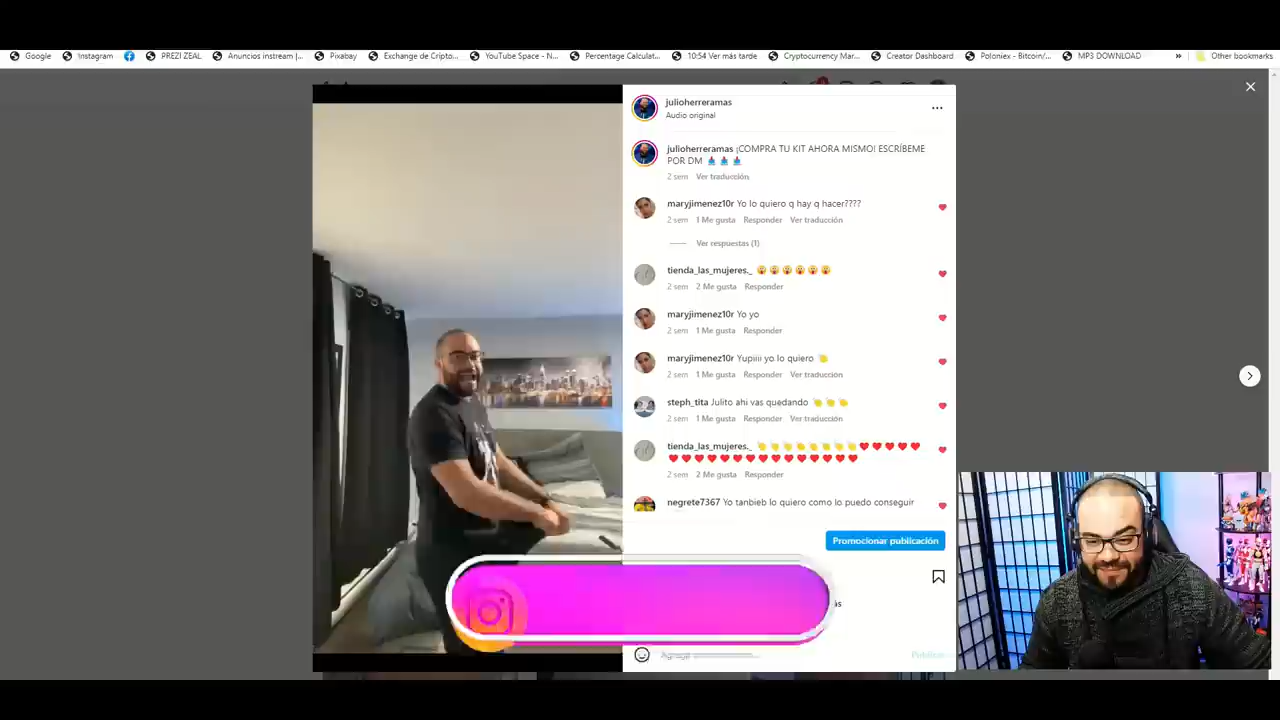 Google
Instagram
PREZI ZEAL
Anuncios instream |...
Pixabay
Exchange de Cripto...
YouTube Space - N...
Percentage Calculat...
10:54 Ver más tarde
Cryptocurrency Mar...
Creator Dashboard
Poloniex - Bitcoin/...
MP3 DOWNLOAD
Other bookmarks
julioherreramas
Audio original
julioherreramas ¡COMPRA TU KIT AHORA MISMO! ESCRÍBEME
POR DM
2 sem Ver traducción
maryjimenez10r Yo lo quiero q hay q hacer????
2 sem 1 Me gusta Responder Ver traducción
Ver respuestas (1)
tienda_las_mujeres._ 😲😲😲😲😲😲
2 sem 2 Me gusta Responder
maryjimenez10r Yo yo
2 sem 1 Me gusta Responder
maryjimenez10r Yupiiii yo lo quiero 👏
2 sem 1 Me gusta Responder Ver traducción
steph_tita Julito ahi vas quedando 👏👏👏
2 sem 1 Me gusta Responder Ver traducción
tienda_las_mujeres._ 👏👏👏👏👏👏👏👏❤❤❤❤❤
❤❤❤❤❤❤❤❤❤❤❤❤❤❤❤
2 sem 2 Me gusta Responder
negrete7367 Yo tanbieb lo quiero como lo puedo conseguir
Promocionar publicación
Publicar